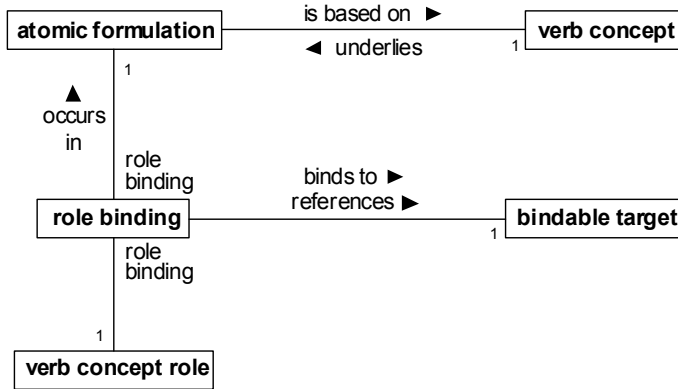 atomic formulation
is based on ►
◄ underlies
verb concept
1
1
▲
occurs
in
role
binding
binds to ►
references ►
role binding
bindable target
1
role
binding
1
verb concept role